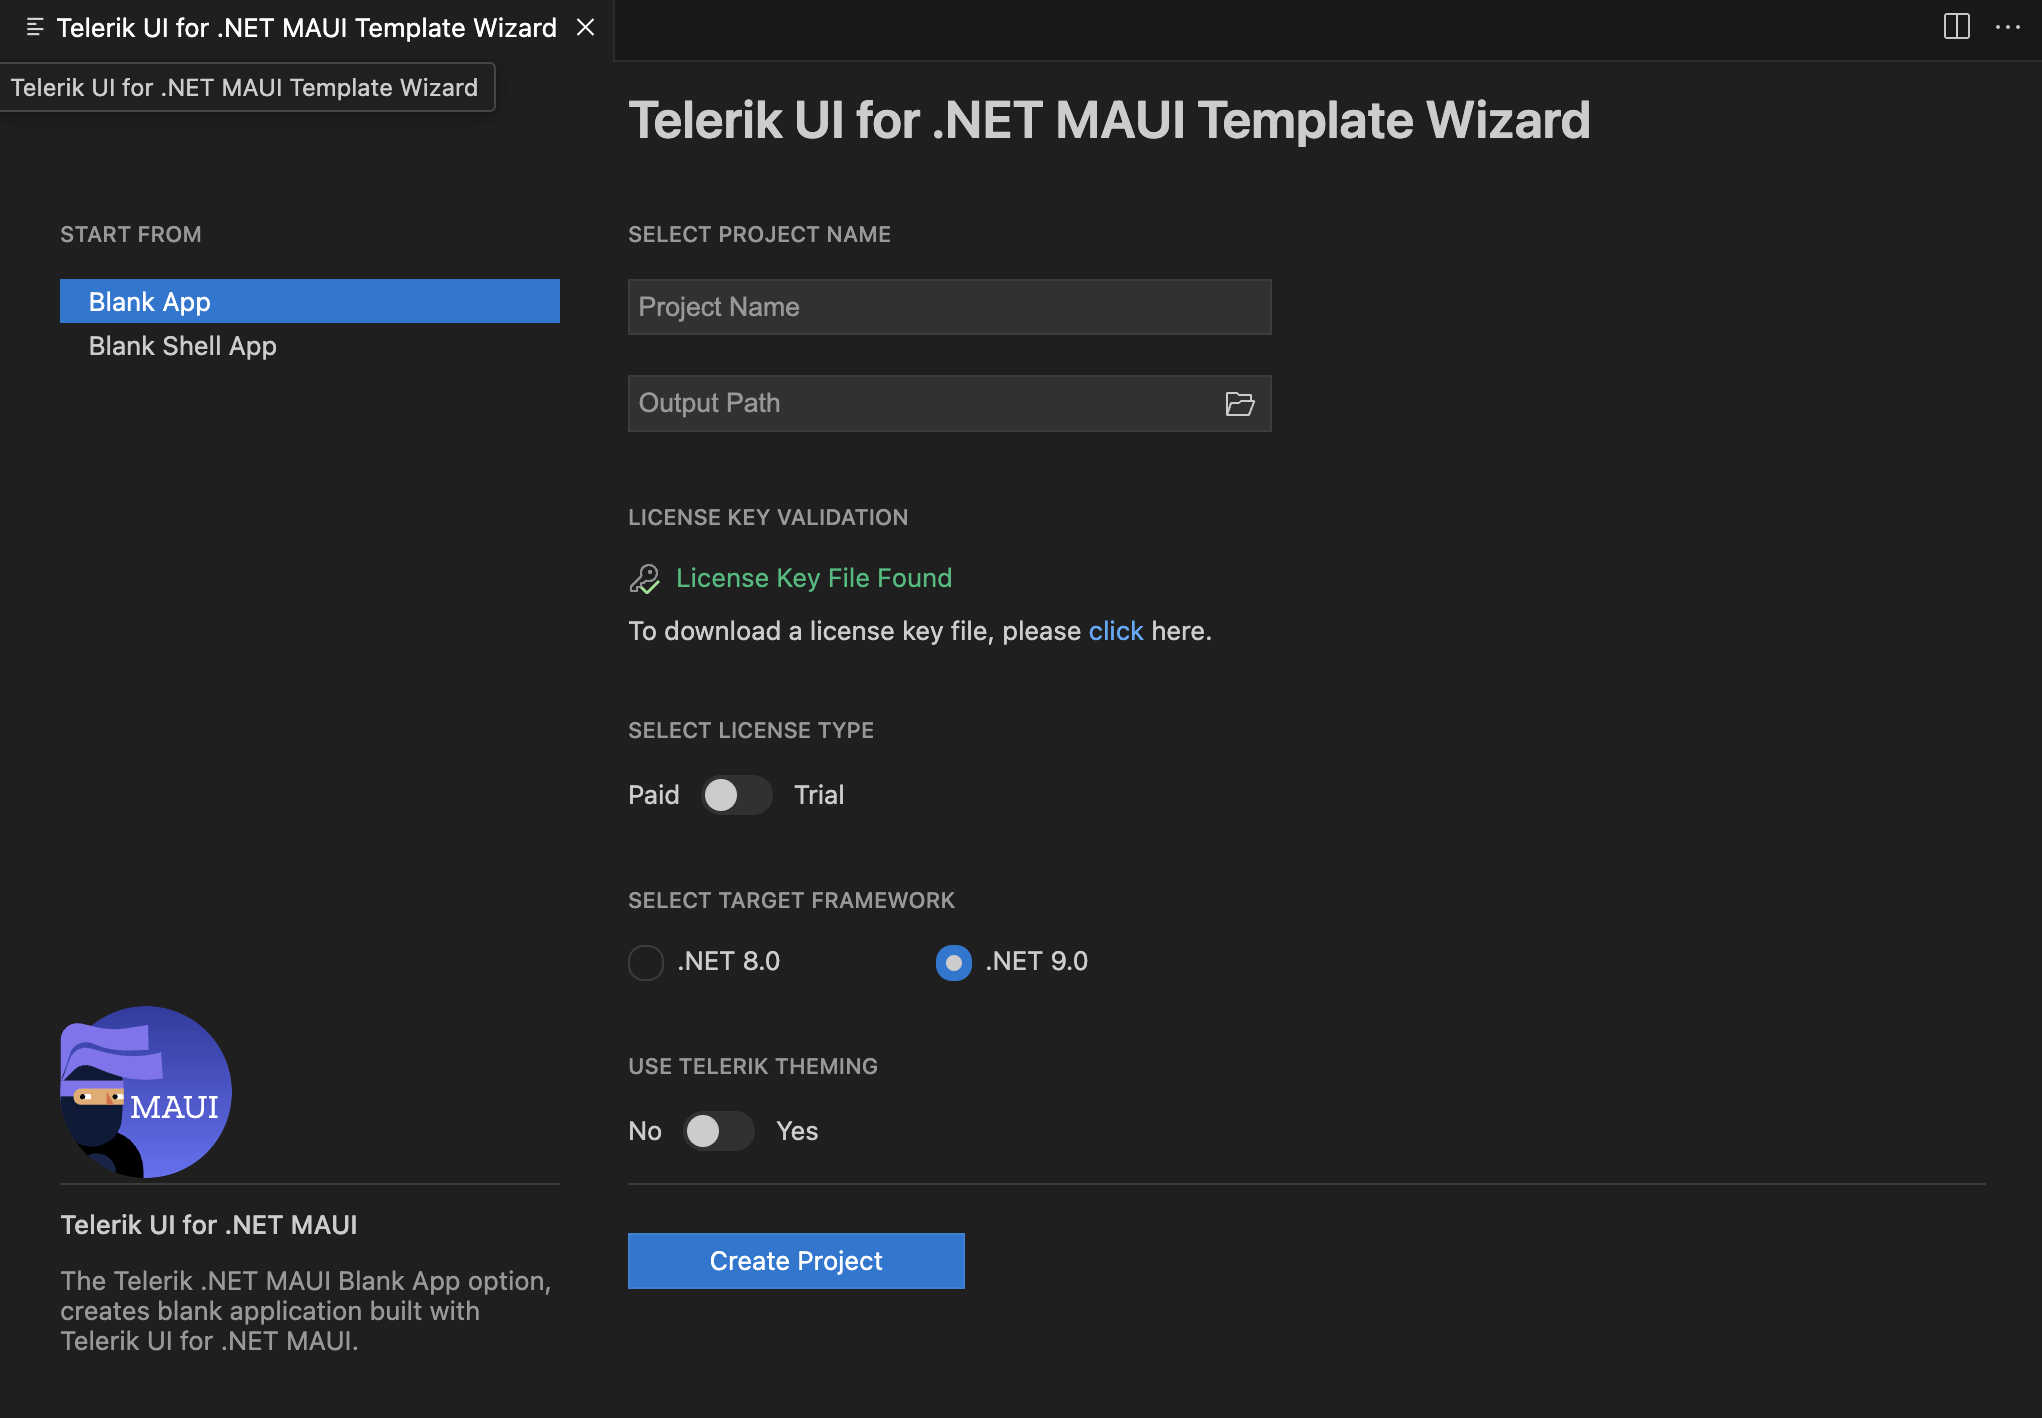 Telerik UI for .NET MAUI Template Wizard
Telerik UI for .NET MAUI Template Wizard
Telerik UI for .NET MAUI Template Wizard
START FROM
Blank App
Blank Shell App
SELECT PROJECT NAME
Project Name
Output Path
LICENSE KEY VALIDATION
License Key File Found
To download a license key file, please click here.
SELECT LICENSE TYPE
Paid Trial
SELECT TARGET FRAMEWORK
.NET 8.0 .NET 9.0
USE TELERIK THEMING
No Yes
MAUI
Telerik UI for .NET MAUI
The Telerik .NET MAUI Blank App option,
creates blank application built with
Telerik UI for .NET MAUI.
Create Project